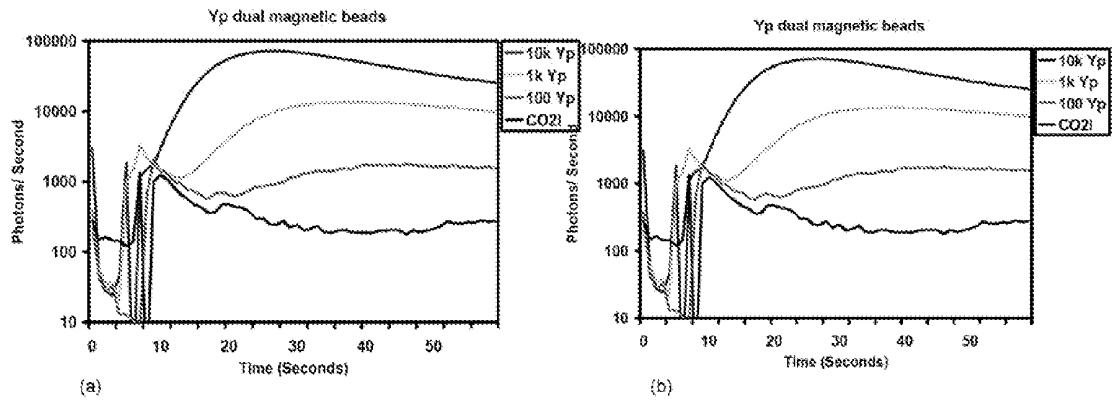 Yp dual magnetic beads
100000
10000
1000
100
10
Photons/ Second
0 10 20 30 40 50
Time (Seconds)
10k Yp
1k Yp
100 Yp
CO2I
(a)
Yp dual magnetic beads
100000
10000
1000
100
10
Photons/ Second
0 10 20 30 40 50
Time (Seconds)
10k Yp
1k Yp
100 Yp
CO2I
(b)